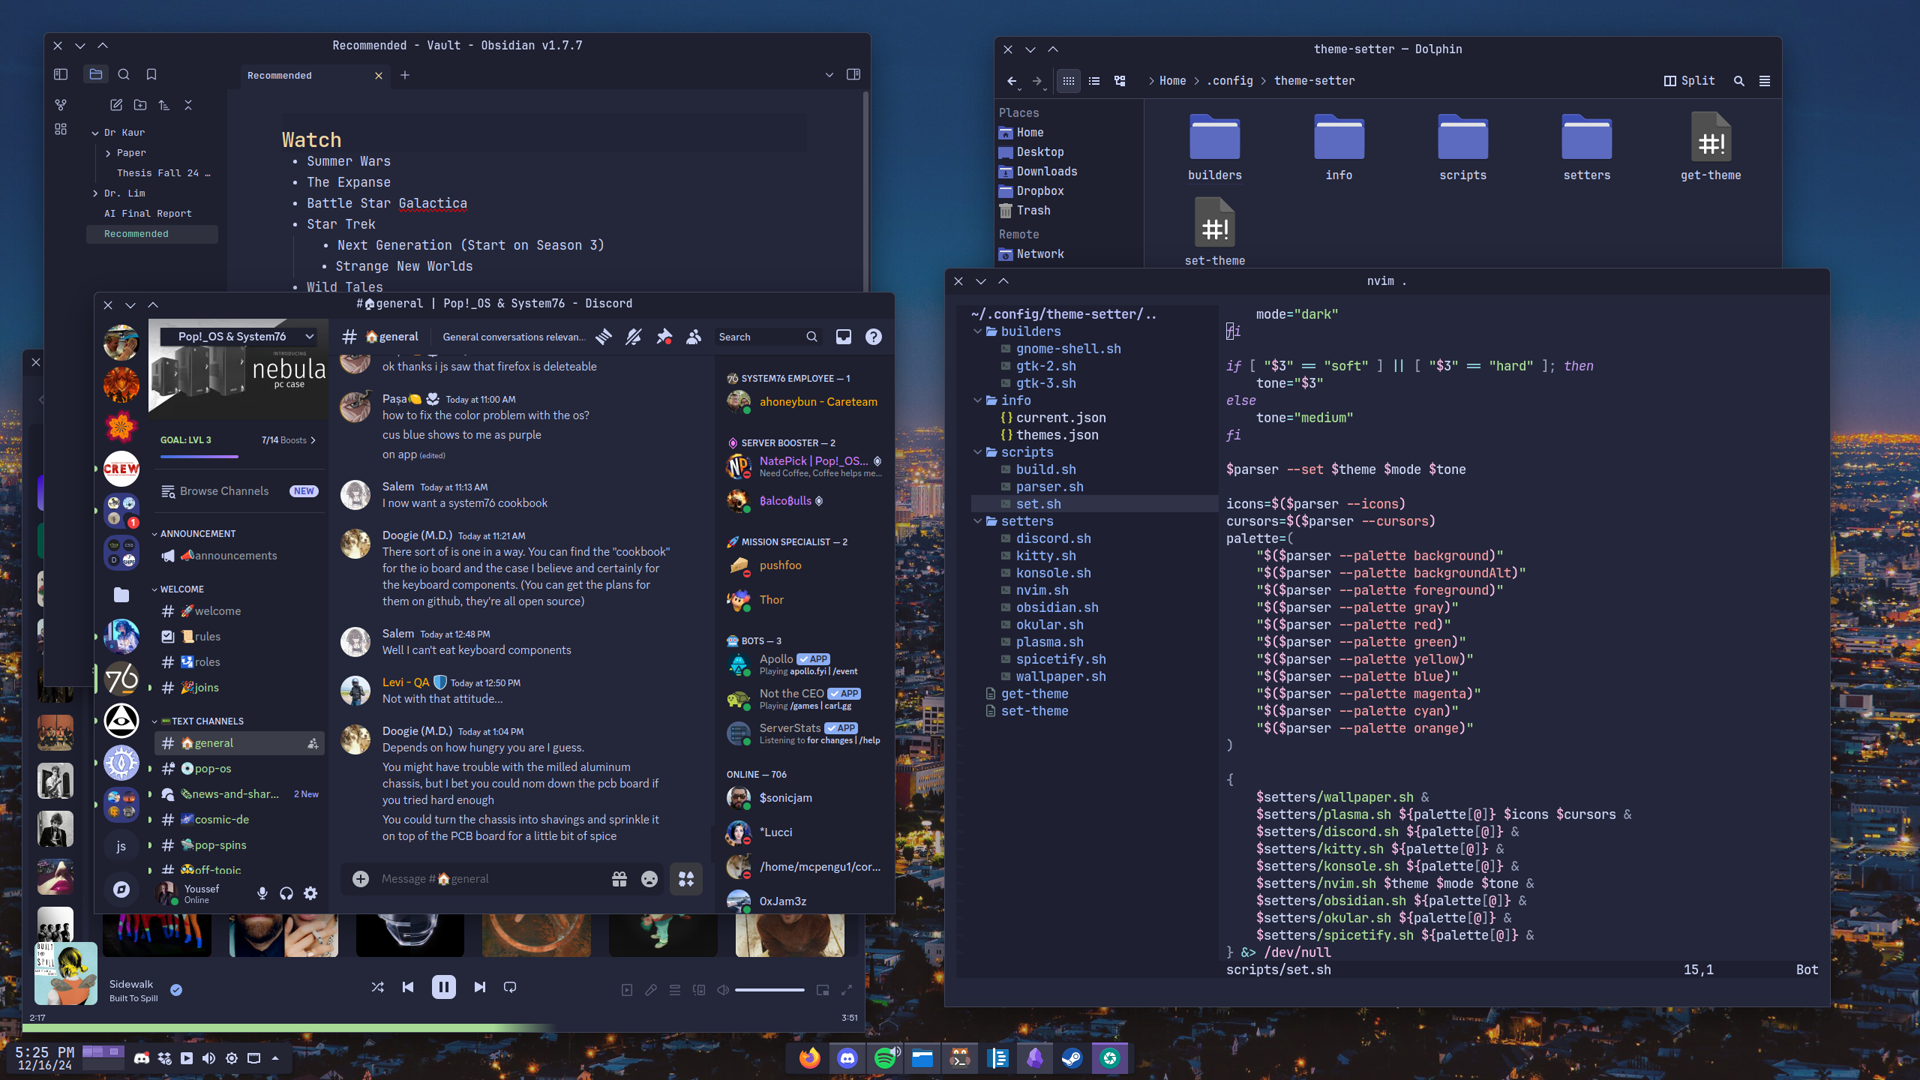 Recommended - Vault - Obsidian v1.7.7
Recommended
Dr Kaur
Paper
Thesis Fall 24 …
Dr. Lim
AI Final Report
Recommended
Watch
Summer Wars
The Expanse
Battle Star Galactica
Star Trek
Next Generation (Start on Season 3)
Strange New Worlds
Wild Tales
#🏠general | Pop!_OS & System76 - Discord
Pop!_OS & System76
INTRODUCING
nebula
pc case
GOAL: LVL 3
7/14 Boosts
Browse Channels
NEW
ANNOUNCEMENT
📣announcements
WELCOME
🚀welcome
📜rules
roles
🎉joins
TEXT CHANNELS
🏠general
pop-os
🗞news-and-shar...
2 New
🌌cosmic-de
🛸pop-spins
off-topic
CREW
1
NP
76
js
Youssef
Online
# 🏠general
General conversations relevan...
Search
ok thanks i js saw that firefox is deleteable
Paşa🍋 Today at 11:00 AM
how to fix the color problem with the os?
cus blue shows to me as purple
on app (edited)
Salem Today at 11:13 AM
I now want a system76 cookbook
Doogie (M.D.) Today at 11:21 AM
There sort of is one in a way. You can find the "cookbook"
for the io board and the case I believe and certainly for
the keyboard components. (You can get the plans for
them on github, they're all open source)
Salem Today at 12:48 PM
Well I can't eat keyboard components
Levi - QA Today at 12:50 PM
Not with that attitude...
Doogie (M.D.) Today at 1:04 PM
Depends on how hungry you are I guess.
You might have trouble with the milled aluminum
chassis, but I bet you could nom down the pcb board if
you tried hard enough
You could turn the chassis into shavings and sprinkle it
on top of the PCB board for a little bit of spice
Message #🏠general
SYSTEM76 EMPLOYEE — 1
ahoneybun - Careteam
SERVER BOOSTER — 2
NatePick | Pop!_OS...
Need Coffee, Coffee helps me...
₿alco₿ulls
🚀 MISSION SPECIALIST — 2
pushfoo
Thor
🤖 BOTS — 3
Apollo ✓ APP
Playing apollo.fyi | /event
Not the CEO ✓ APP
Playing /games | carl.gg
ServerStats ✓ APP
Listening to for changes | /help
ONLINE — 706
$sonicjam
*Lucci
/home/mcpengu1/cor...
0xJam3z
BUILT TO SPILL
Sidewalk
Built To Spill
2:17
3:51
theme-setter — Dolphin
Home > .config > theme-setter
Split
Places
Home
Desktop
Downloads
Dropbox
Trash
Remote
Network
builders
info
scripts
setters
#!
get-theme
#!
set-theme
nvim .
~/.config/theme-setter/..
builders
gnome-shell.sh
gtk-2.sh
gtk-3.sh
info
{} current.json
{} themes.json
scripts
build.sh
parser.sh
set.sh
setters
discord.sh
kitty.sh
konsole.sh
nvim.sh
obsidian.sh
okular.sh
plasma.sh
spicetify.sh
wallpaper.sh
get-theme
set-theme
mode="dark"
fi
if [ "$3" == "soft" ] || [ "$3" == "hard" ]; then
tone="$3"
else
tone="medium"
fi
$parser --set $theme $mode $tone
icons=$($parser --icons)
cursors=$($parser --cursors)
palette=(
"$($parser --palette background)"
"$($parser --palette backgroundAlt)"
"$($parser --palette foreground)"
"$($parser --palette gray)"
"$($parser --palette red)"
"$($parser --palette green)"
"$($parser --palette yellow)"
"$($parser --palette blue)"
"$($parser --palette magenta)"
"$($parser --palette cyan)"
"$($parser --palette orange)"
)
{
$setters/wallpaper.sh &
$setters/plasma.sh ${palette[@]} $icons $cursors &
$setters/discord.sh ${palette[@]} &
$setters/kitty.sh ${palette[@]} &
$setters/konsole.sh ${palette[@]} &
$setters/nvim.sh $theme $mode $tone &
$setters/obsidian.sh ${palette[@]} &
$setters/okular.sh ${palette[@]} &
$setters/spicetify.sh ${palette[@]} &
} &> /dev/null
scripts/set.sh
15,1
Bot
5:25 PM
12/16/24